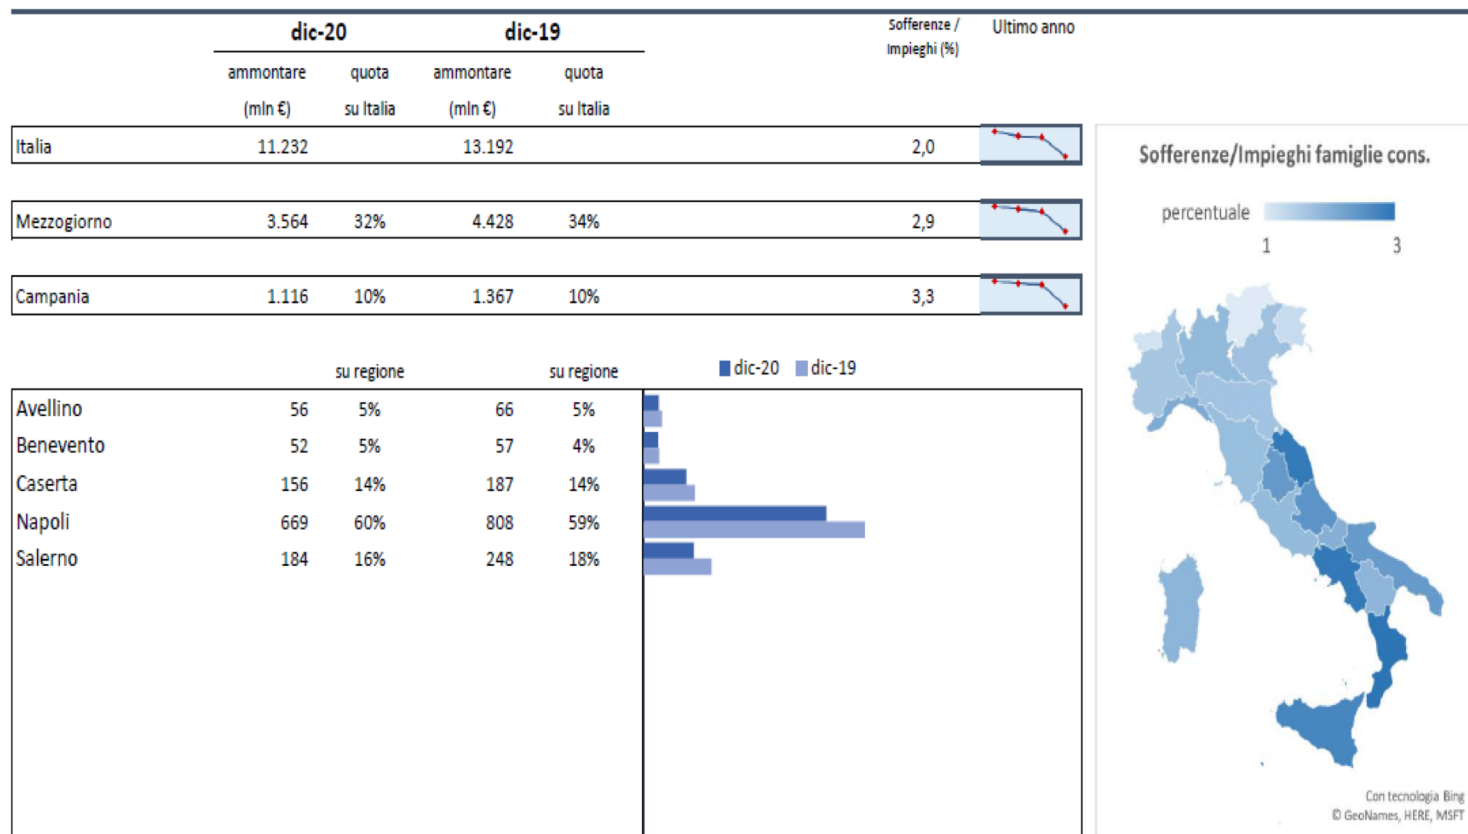 dic-20 dic-19 Sofferenze / Impieghi (%) Ultimo anno
ammontare quota ammontare quota
(mln €) su Italia (mln €) su Italia
Italia 11.232 13.192 2,0
Mezzogiorno 3.564 32% 4.428 34% 2,9
Campania 1.116 10% 1.367 10% 3,3
su regione su regione dic-20 dic-19
Avellino 56 5% 66 5%
Benevento 52 5% 57 4%
Caserta 156 14% 187 14%
Napoli 669 60% 808 59%
Salerno 184 16% 248 18%
Sofferenze/Impieghi famiglie cons.
percentuale
1 3
Con tecnologia Bing
© GeoNames, HERE, MSFT